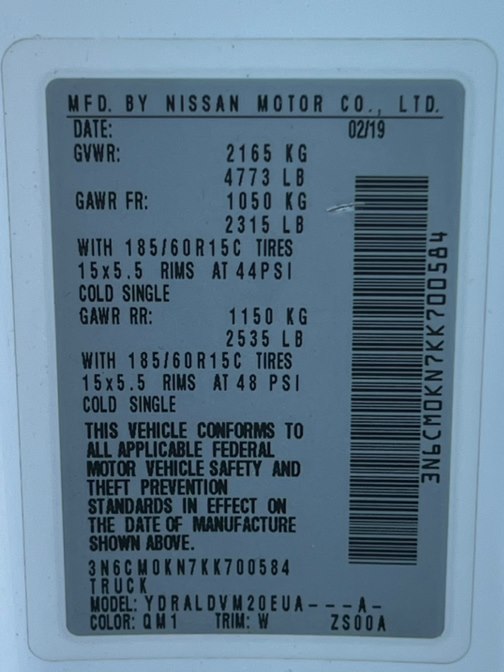 MFD. BY NISSAN MOTOR CO., LTD.
DATE: 02/19
GVWR: 2165 KG
4773 LB
GAWR FR: 1050 KG
2315 LB
WITH 185/60R15C TIRES
15x5.5 RIMS AT 44PSI
COLD SINGLE
GAWR RR: 1150 KG
2535 LB
WITH 185/60R15C TIRES
15x5.5 RIMS AT 48 PSI
COLD SINGLE
THIS VEHICLE CONFORMS TO
ALL APPLICABLE FEDERAL
MOTOR VEHICLE SAFETY AND
THEFT PREVENTION
STANDARDS IN EFFECT ON
THE DATE OF MANUFACTURE
SHOWN ABOVE.
3N6CM0KN7KK700584
TRUCK
MODEL: YDRALDVM20EUA---A-
COLOR: QM1 TRIM: W ZS00A
3N6CM0KN7KK700584